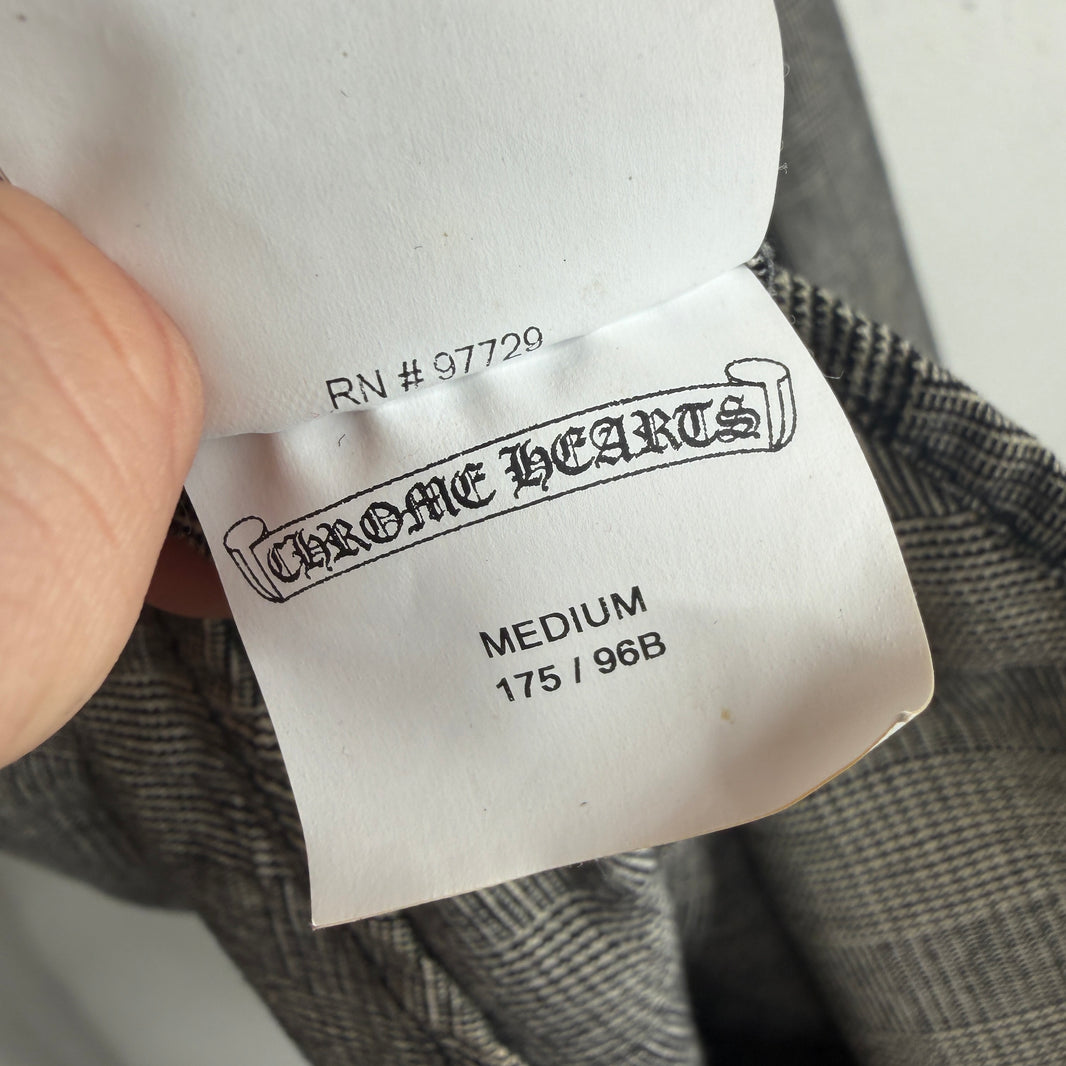 RN # 97729
CHROME HEARTS
MEDIUM
175 / 96B